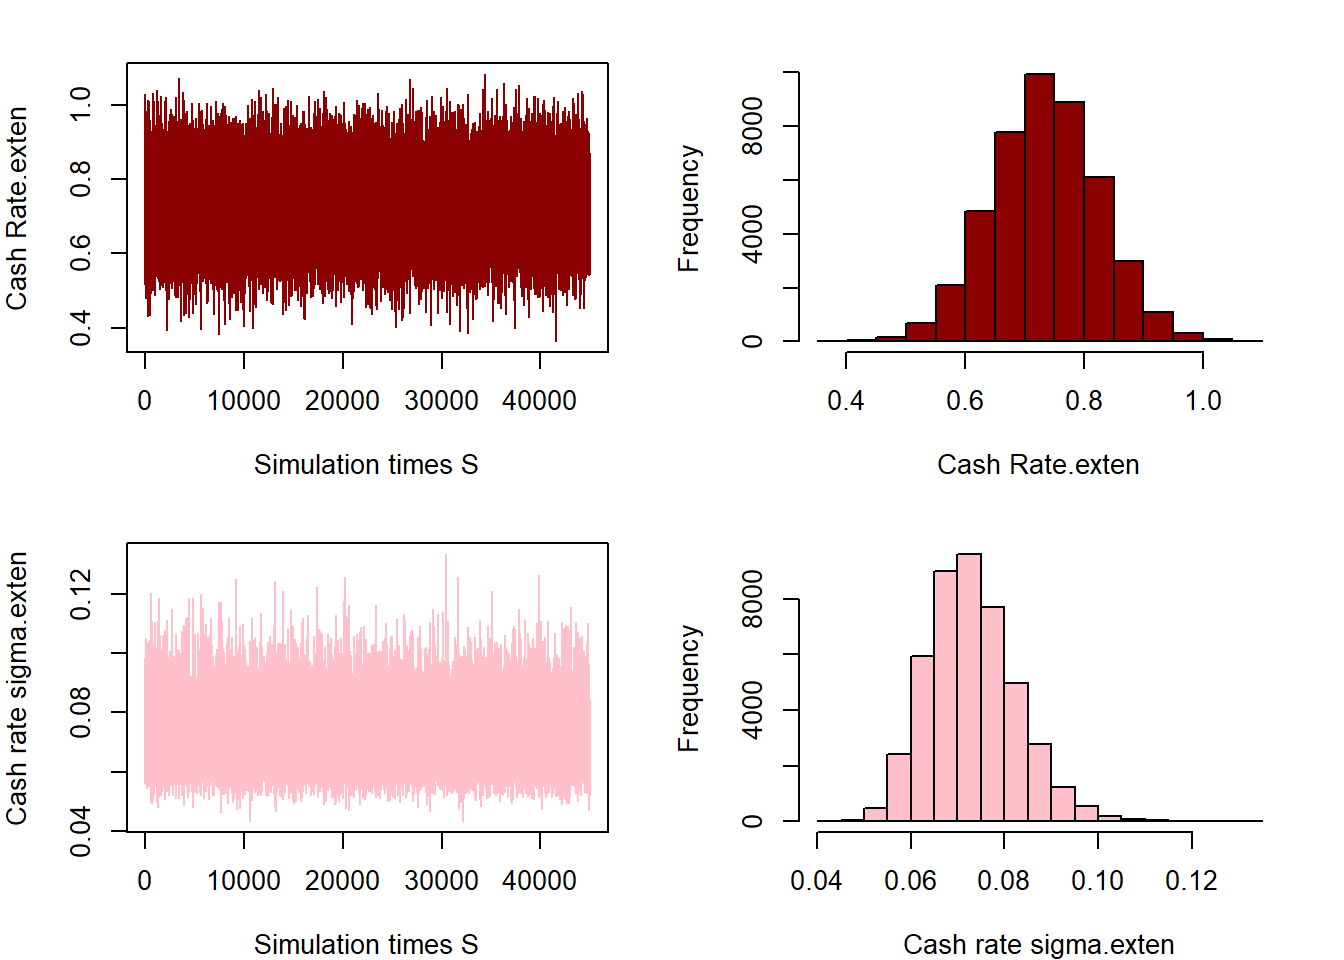 Cash Rate.exten
0.4 0.6 0.8 1.0
0 10000 20000 30000 40000
Simulation times S
Frequency
0 4000 8000
0.4 0.6 0.8 1.0
Cash Rate.exten
Cash rate sigma.exten
0.04 0.08 0.12
0 10000 20000 30000 40000
Simulation times S
Frequency
0 4000 8000
0.04 0.06 0.08 0.10 0.12
Cash rate sigma.exten